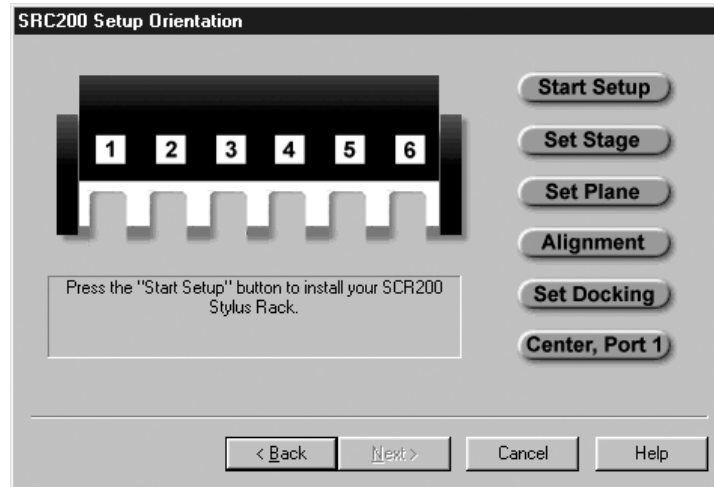 SRC200 Setup Orientation
1 2 3 4 5 6
Start Setup
Set Stage
Set Plane
Alignment
Set Docking
Center, Port 1
Press the "Start Setup" button to install your SCR200
Stylus Rack.
< Back Next > Cancel Help